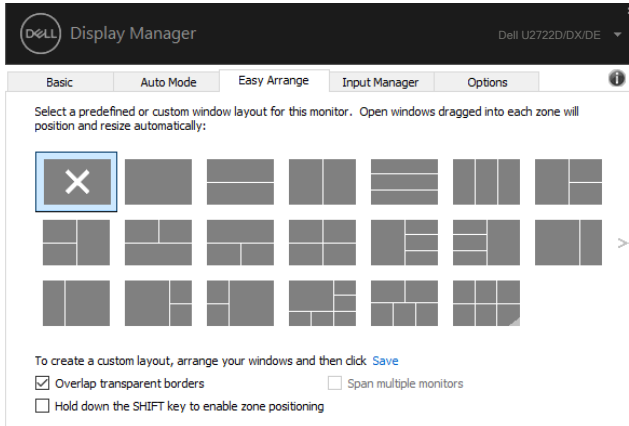 DELL Display Manager
Dell U2722D/DX/DE
Basic Auto Mode Easy Arrange Input Manager Options
Select a predefined or custom window layout for this monitor. Open windows dragged into each zone will
position and resize automatically:
To create a custom layout, arrange your windows and then click Save
Overlap transparent borders
Span multiple monitors
Hold down the SHIFT key to enable zone positioning